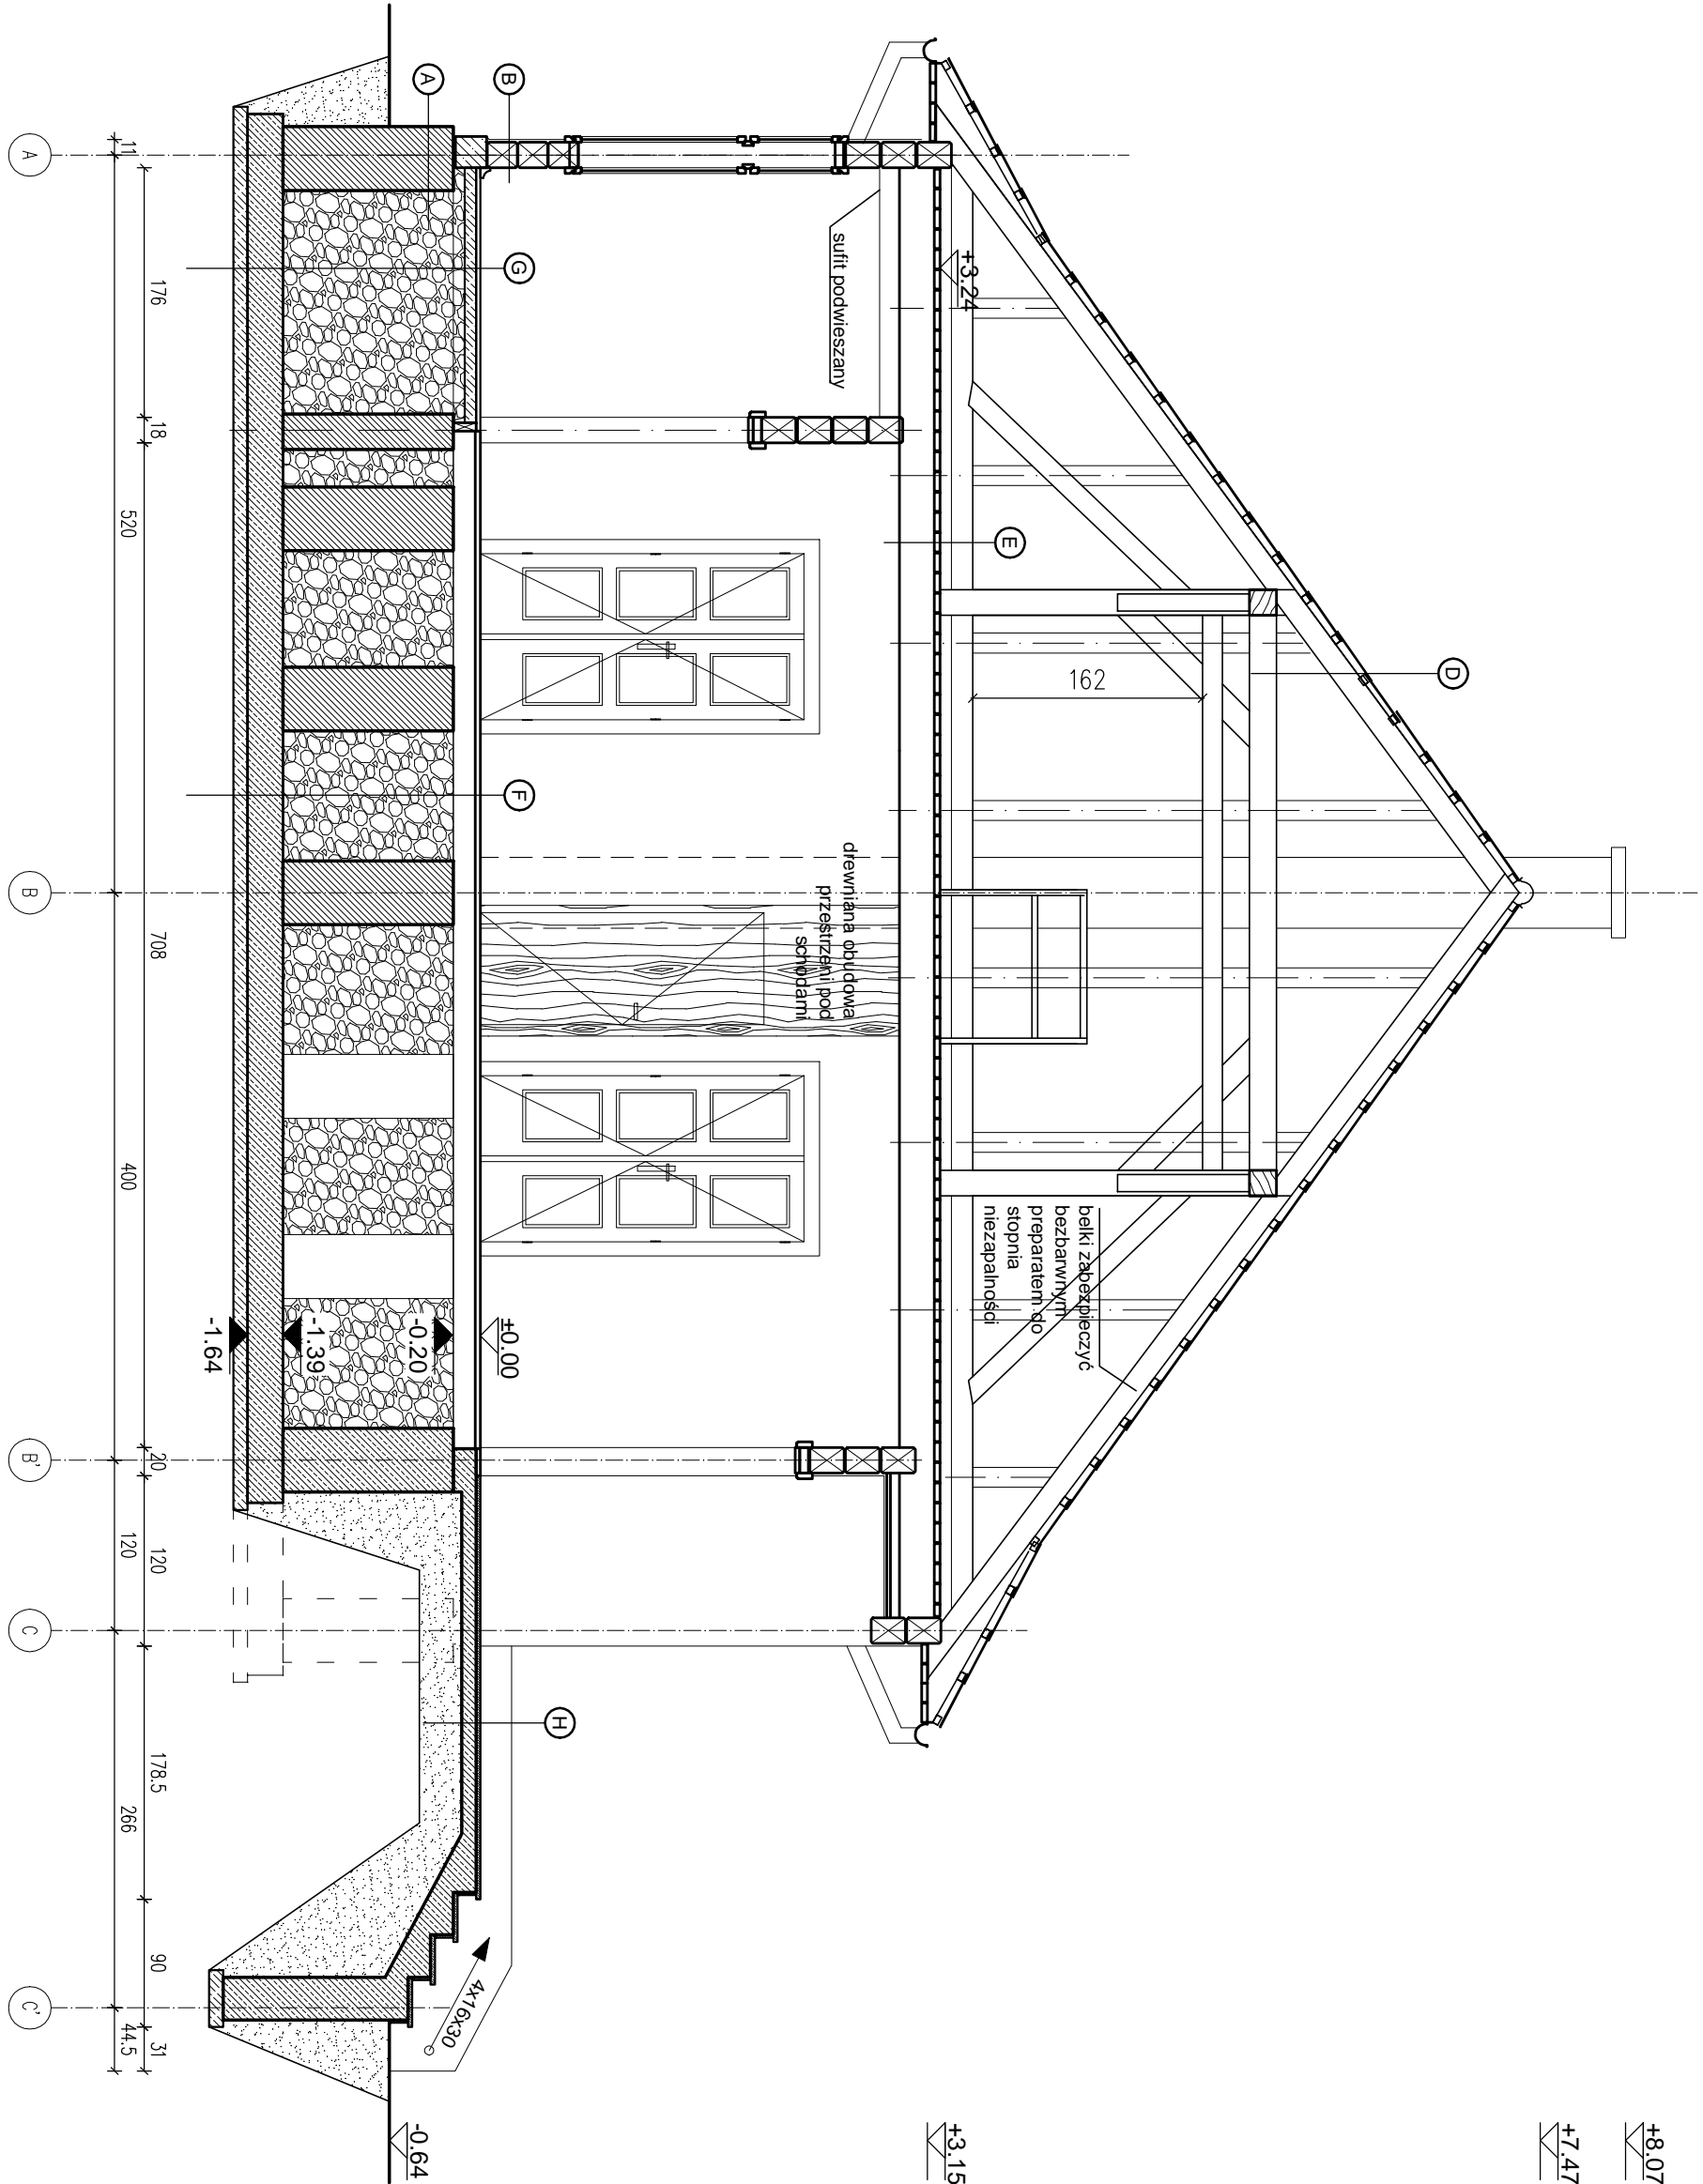 +8.07
+7.47
D
162
belki zabezpieczyć
bezbarwnym
preparatem do
stopnia
niezapalności
+3.24
+3.15
E
sufit podwieszany
drewniana obudowa
przestrzeni pod
schodami
B
G
F
±0.00
H
A
-0.20
4x16x30
-0.64
-1.39
-1.64
11
176
18
708
20
120
178.5
90
31
520
400
120
266
44.5
A
B
B'
C
C'